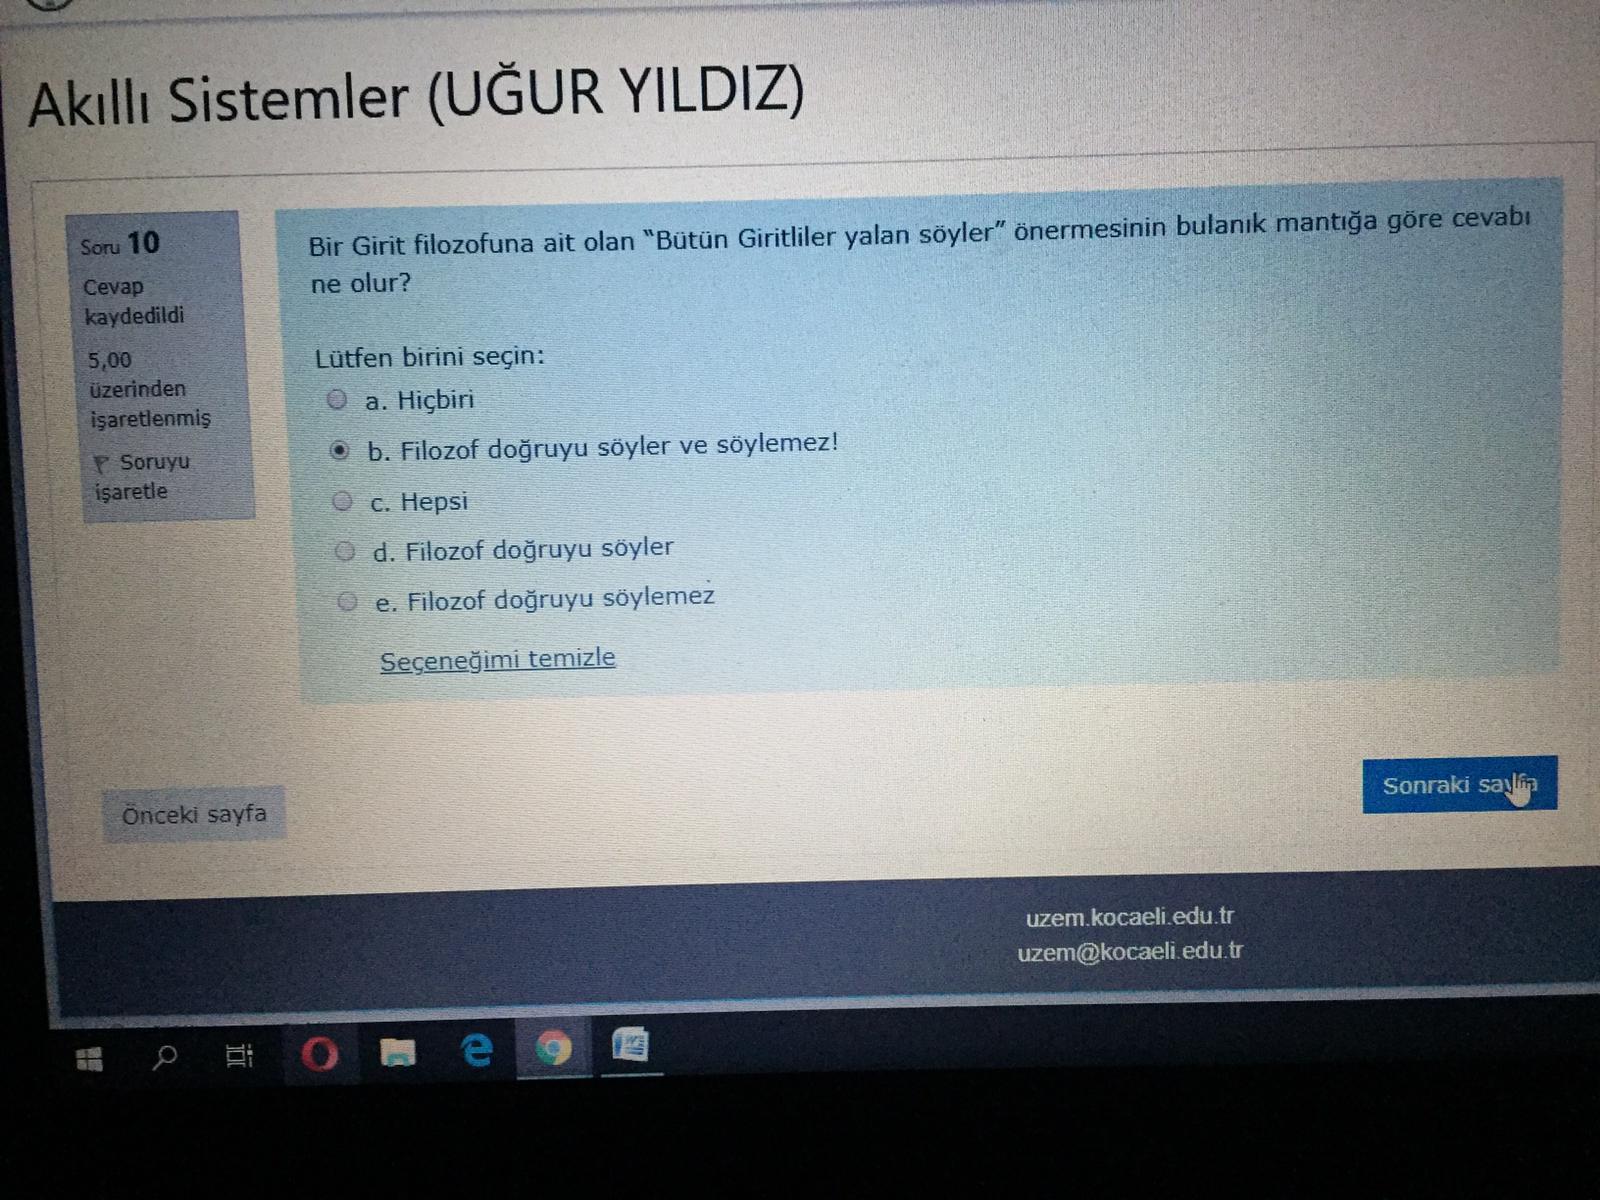 Akıllı Sistemler (UĞUR YILDIZ)
Soru 10
Cevap
kaydedildi
5,00
üzerinden
işaretlenmiş
Soruyu
işaretle
Bir Girit filozofuna ait olan “Bütün Giritliler yalan söyler” önermesinin bulanık mantığa göre cevabı
ne olur?
Lütfen birini seçin:
a. Hiçbiri
b. Filozof doğruyu söyler ve söylemez!
c. Hepsi
d. Filozof doğruyu söyler
e. Filozof doğruyu söylemez
Seçeneğimi temizle
Önceki sayfa
Sonraki sayfa
uzem.kocaeli.edu.tr
uzem@kocaeli.edu.tr